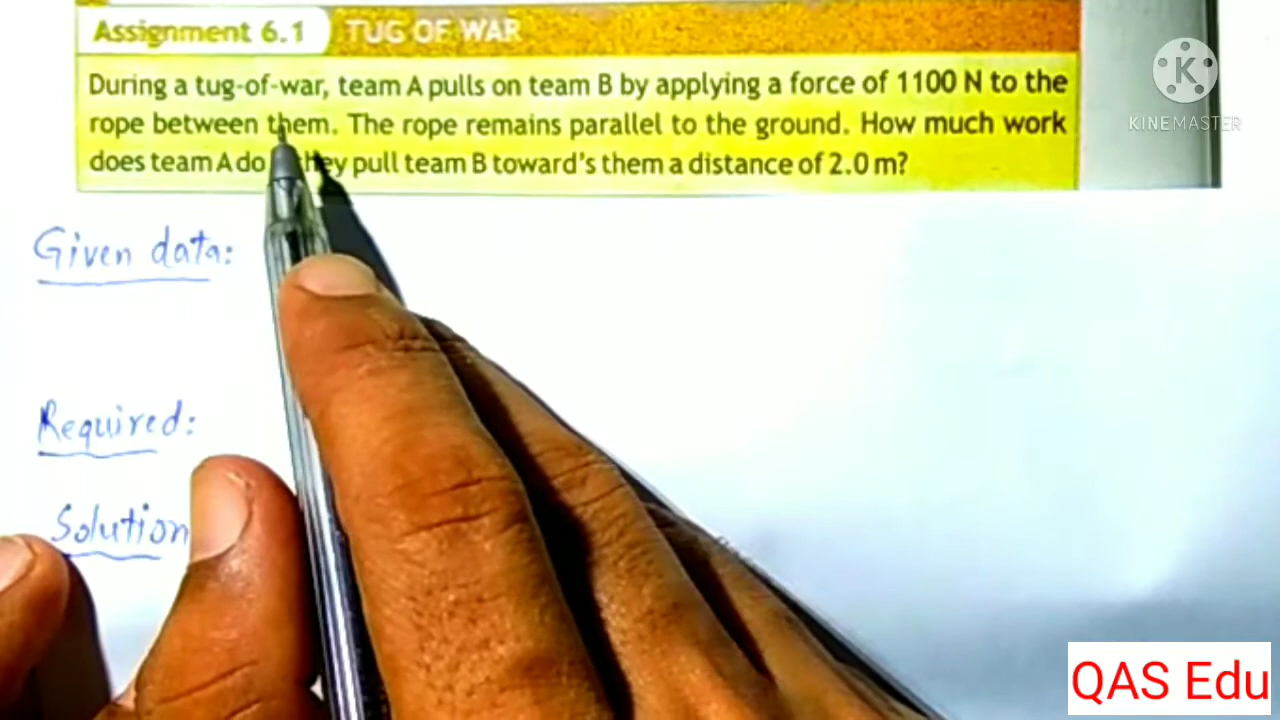 Assignment 6.1 TUG OF WAR
During a tug-of-war, team A pulls on team B by applying a force of 1100 N to the
rope between them. The rope remains parallel to the ground. How much work
does team A do they pull team B toward's them a distance of 2.0 m?
K
KINEMASTER
Given data:
Required:
Solution
QAS Edu